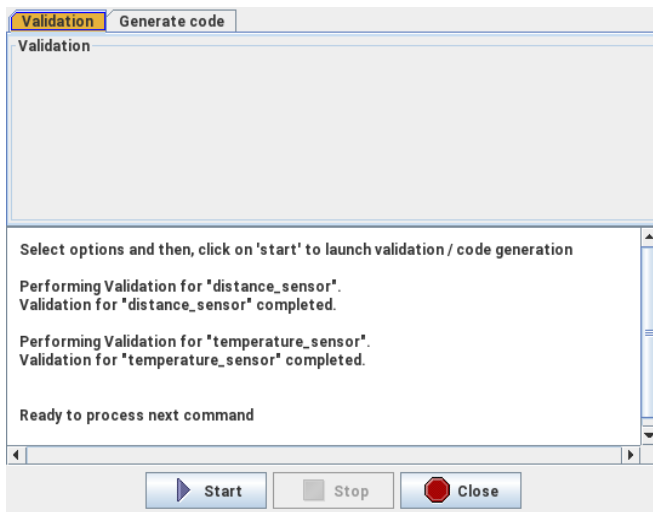 Validation Generate code
Validation
Select options and then, click on 'start' to launch validation / code generation
Performing Validation for "distance_sensor".
Validation for "distance_sensor" completed.
Performing Validation for "temperature_sensor".
Validation for "temperature_sensor" completed.
Ready to process next command
Start Stop Close